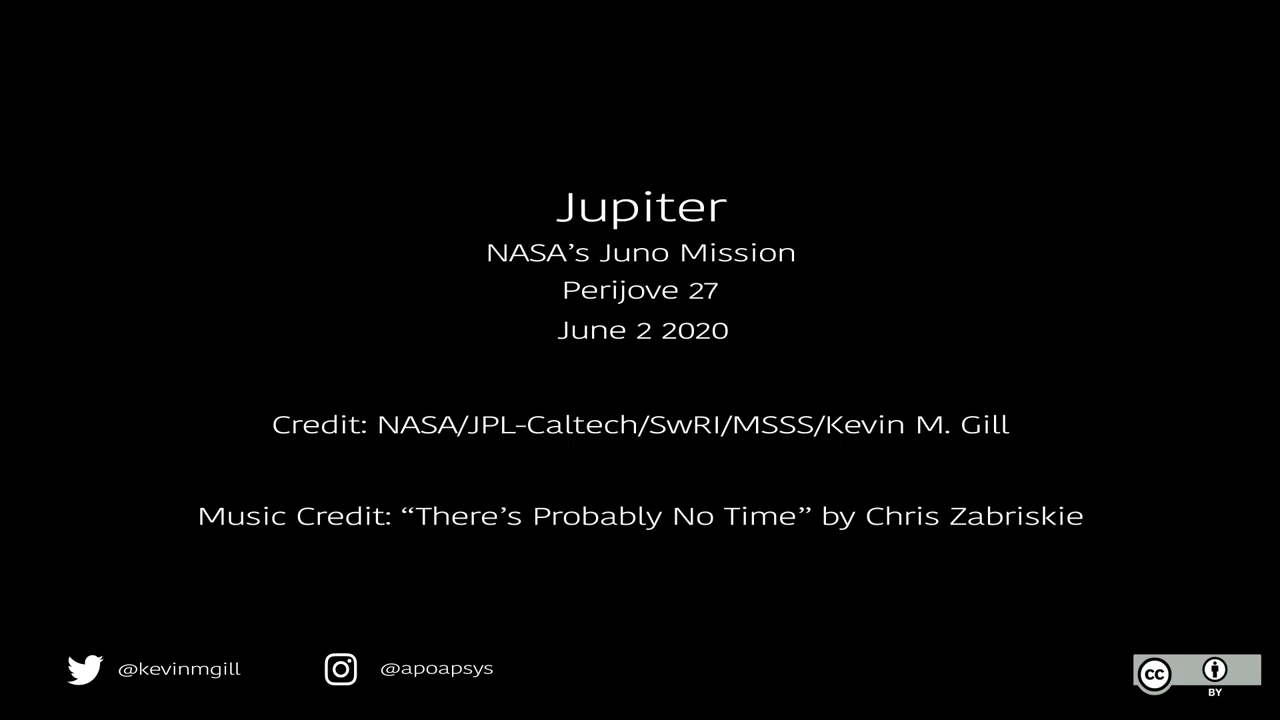 Jupiter
NASA’s Juno Mission
Perijove 27
June 2 2020
Credit: NASA/JPL-Caltech/SwRI/MSSS/Kevin M. Gill
Music Credit: “There’s Probably No Time” by Chris Zabriskie
@kevinmgill
@apoapsys
cc
BY